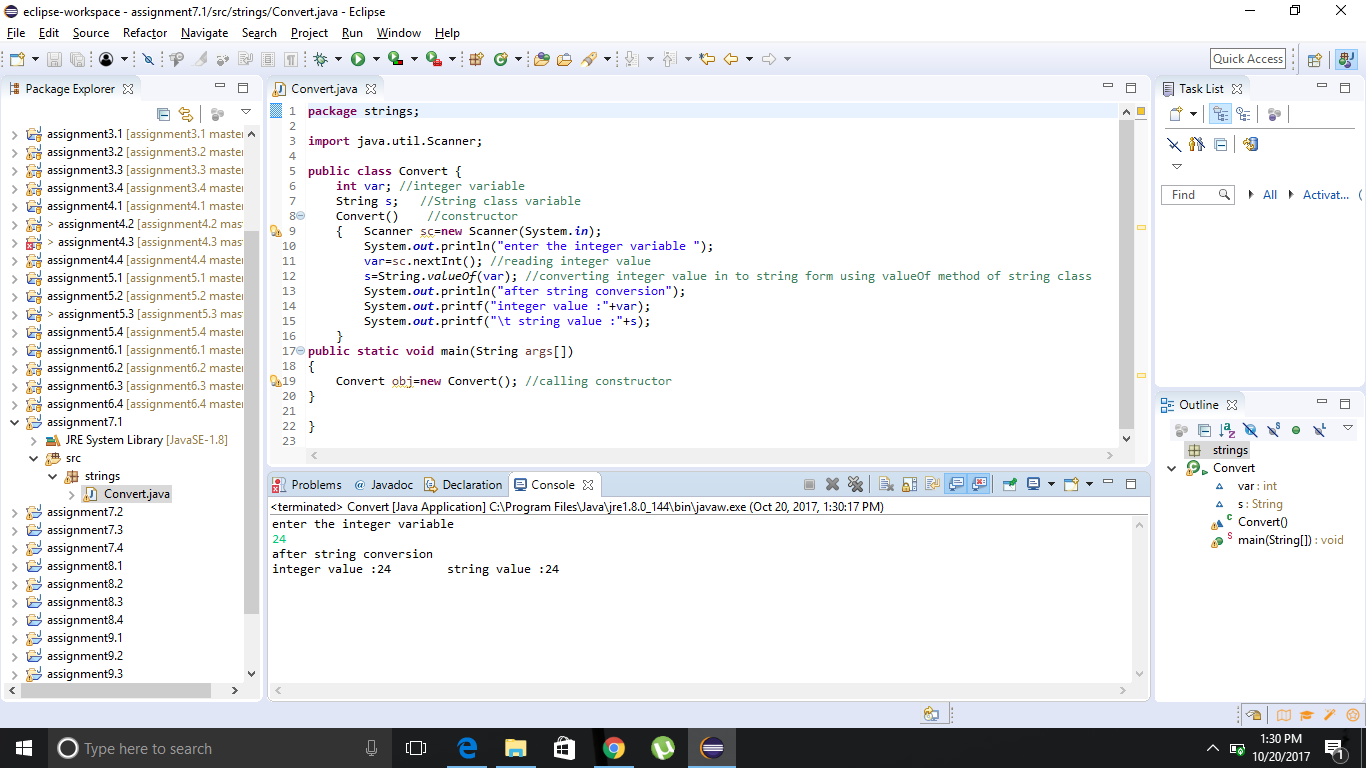 eclipse-workspace - assignment7.1/src/strings/Convert.java - Eclipse
File Edit Source Refactor Navigate Search Project Run Window Help
Quick Access
Package Explorer
assignment3.1 [assignment3.1 master
assignment3.2 [assignment3.2 master
assignment3.3 [assignment3.3 master
assignment3.4 [assignment3.4 master
assignment4.1 [assignment4.1 master
> assignment4.2 [assignment4.2 mas
> assignment4.3 [assignment4.3 mas
assignment4.4 [assignment4.4 master
assignment5.1 [assignment5.1 master
assignment5.2 [assignment5.2 master
> assignment5.3 [assignment5.3 mas
assignment5.4 [assignment5.4 master
assignment6.1 [assignment6.1 master
assignment6.2 [assignment6.2 master
assignment6.3 [assignment6.3 master
assignment6.4 [assignment6.4 master
assignment7.1
JRE System Library [JavaSE-1.8]
src
strings
Convert.java
assignment7.2
assignment7.3
assignment7.4
assignment8.1
assignment8.2
assignment8.3
assignment8.4
assignment9.1
assignment9.2
assignment9.3
Convert.java
1 package strings;
2
3 import java.util.Scanner;
4
5 public class Convert {
6 int var; //integer variable
7 String s; //String class variable
8 Convert() //constructor
9 { Scanner sc=new Scanner(System.in);
10 System.out.println("enter the integer variable ");
11 var=sc.nextInt(); //reading integer value
12 s=String.valueOf(var); //converting integer value in to string form using valueOf method of string class
13 System.out.println("after string conversion");
14 System.out.printf("integer value :"+var);
15 System.out.printf("\t string value :"+s);
16 }
17 public static void main(String args[])
18 {
19 Convert obj=new Convert(); //calling constructor
20 }
21
22 }
23
Problems @ Javadoc Declaration Console
<terminated> Convert [Java Application] C:\Program Files\Java\jre1.8.0_144\bin\javaw.exe (Oct 20, 2017, 1:30:17 PM)
enter the integer variable
24
after string conversion
integer value :24 string value :24
Task List
Find All Activat...
Outline
strings
Convert
var : int
s : String
Convert()
main(String[]) : void
Type here to search
1:30 PM
10/20/2017
1